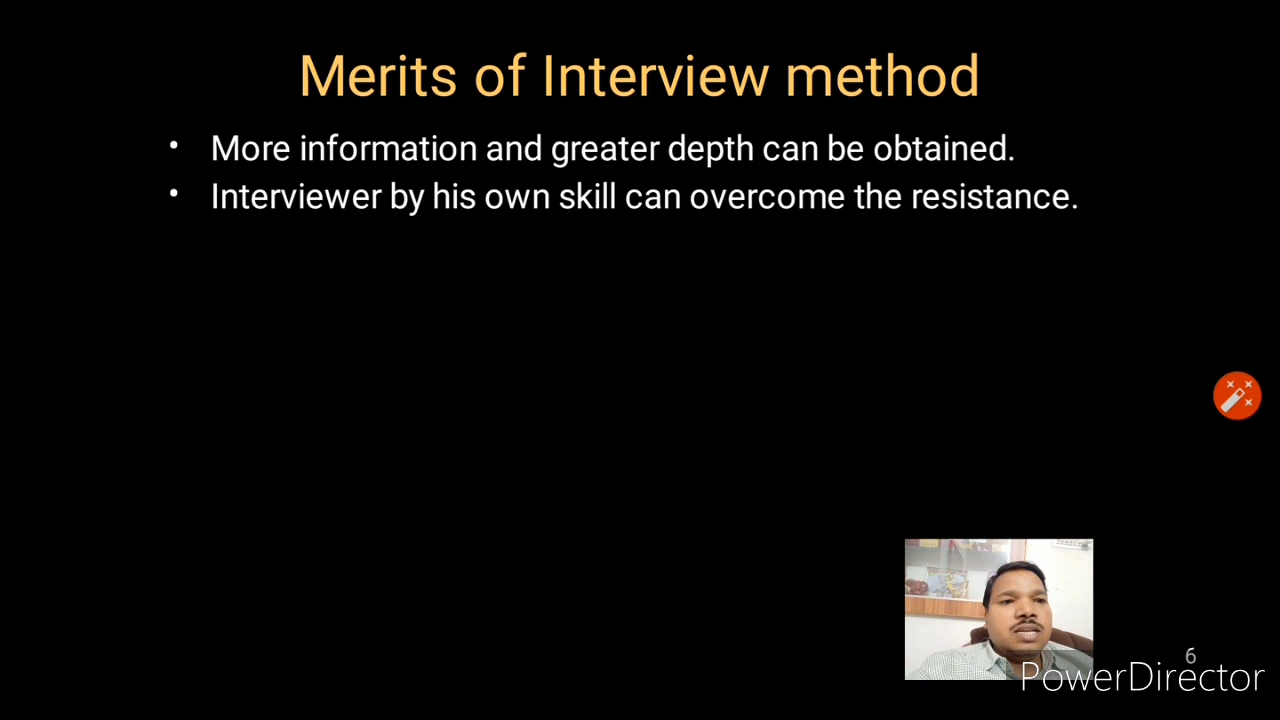 Merits of Interview method
• More information and greater depth can be obtained.
• Interviewer by his own skill can overcome the resistance.
6
PowerDirector